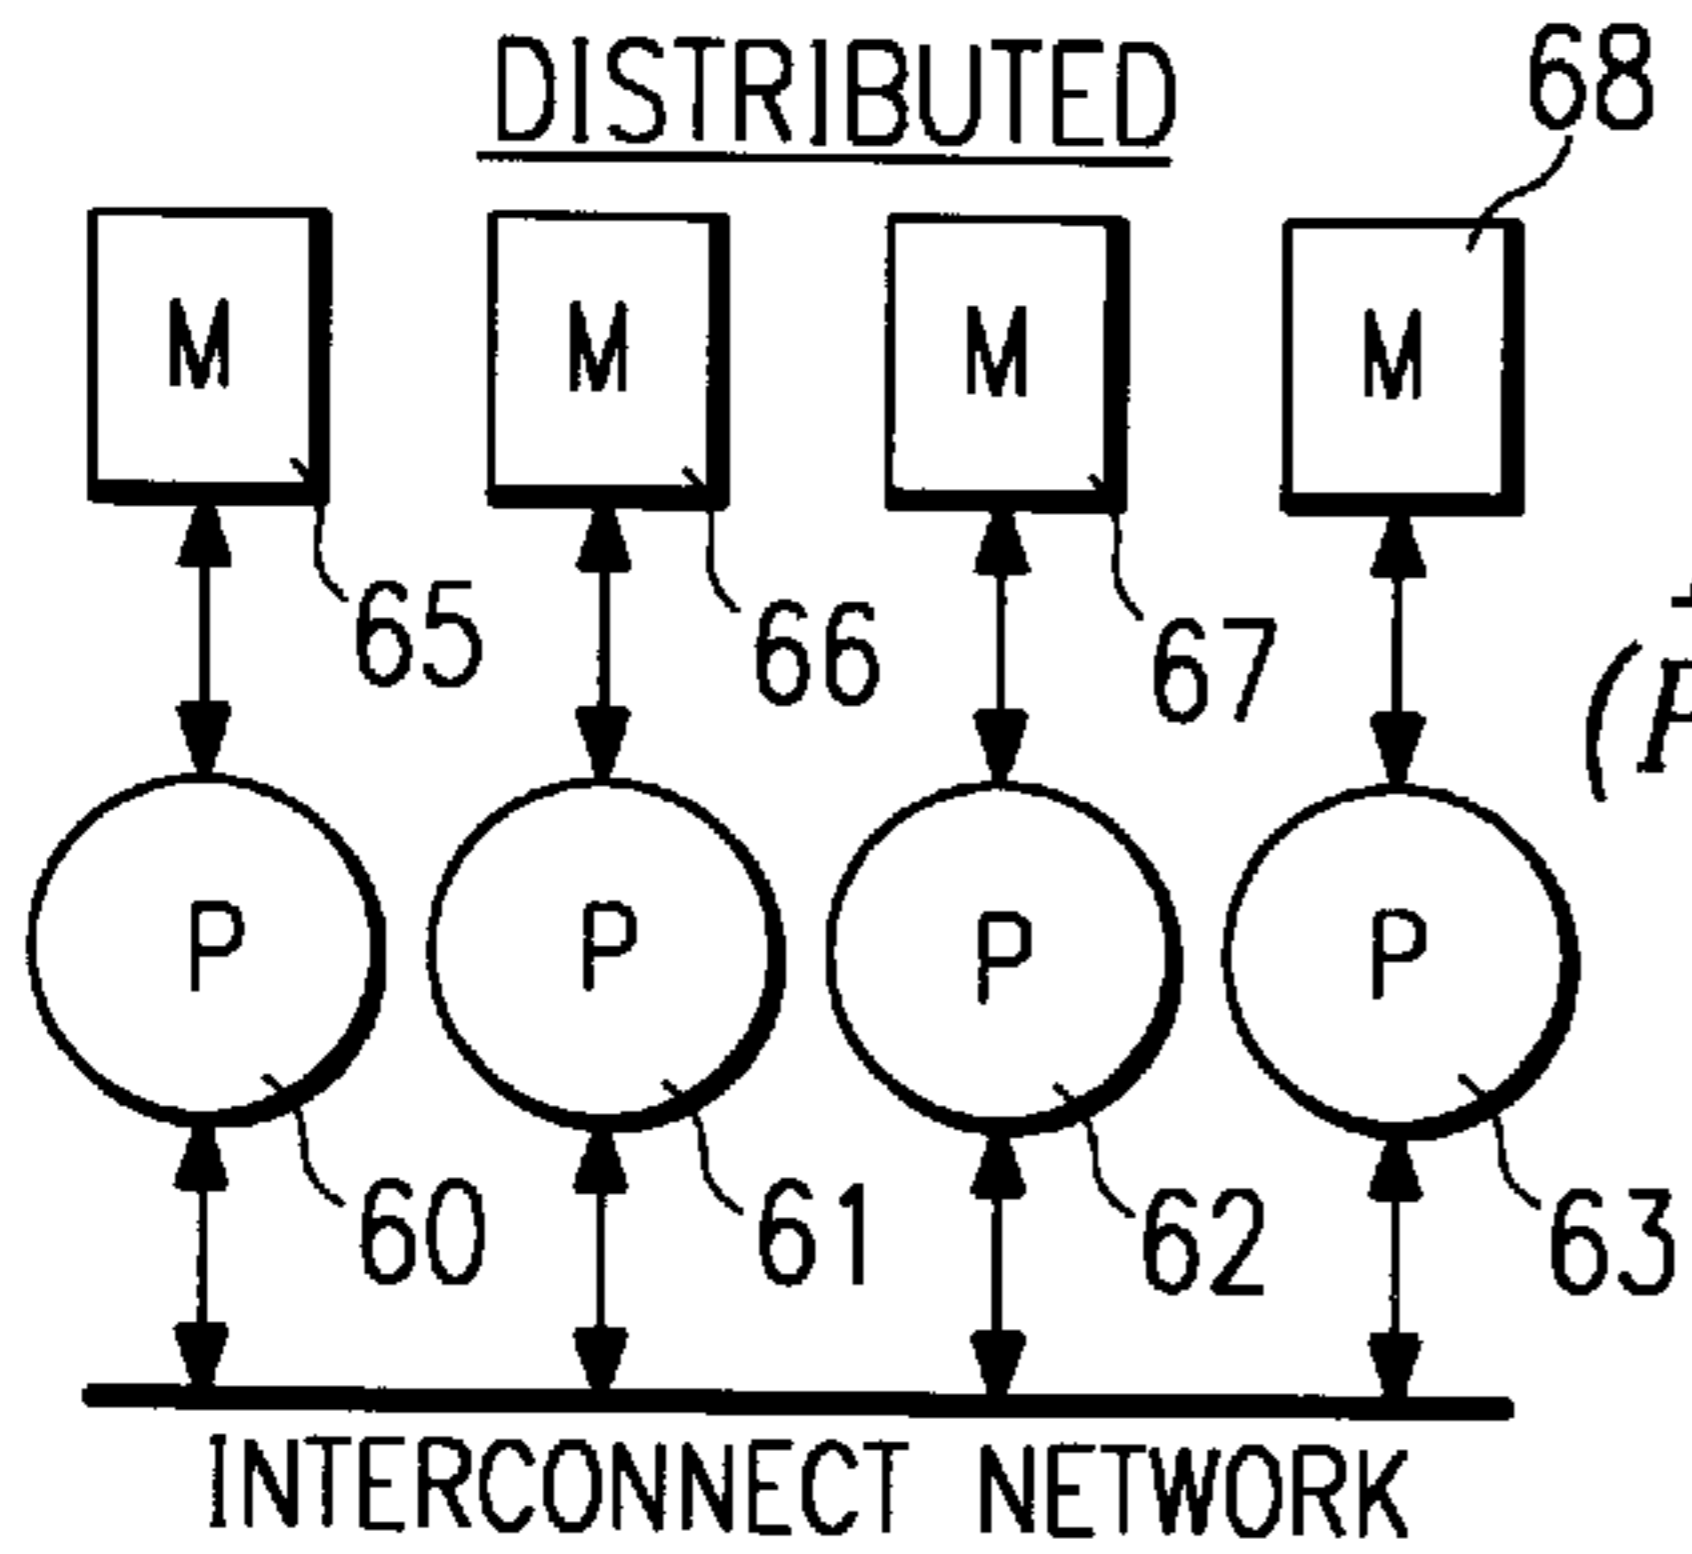 DISTRIBUTED
68
M M M M
65 66 67
(P
P P P P
60 61 62 63
INTERCONNECT NETWORK